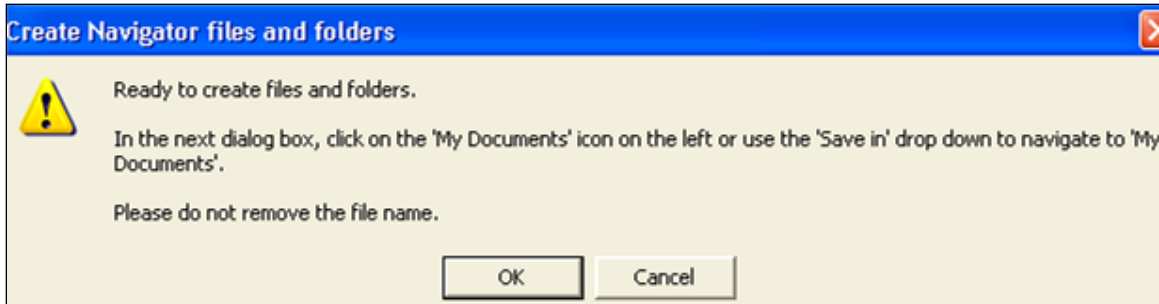 Create Navigator files and folders
Ready to create files and folders.
In the next dialog box, click on the 'My Documents' icon on the left or use the 'Save in' drop down to navigate to 'My
Documents'.
Please do not remove the file name.
OK
Cancel